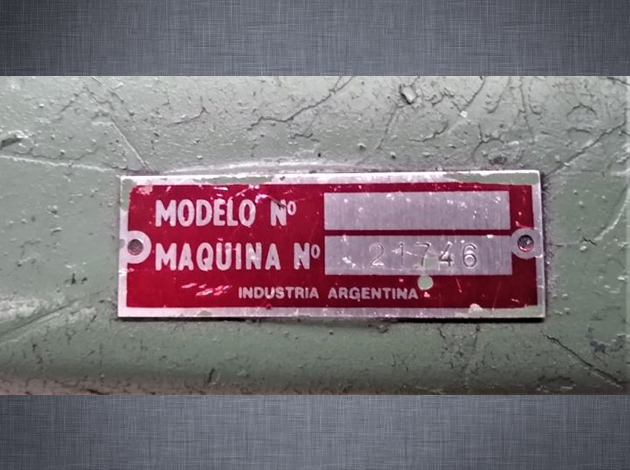 MODELO Nº
MAQUINA Nº 21746
INDUSTRIA ARGENTINA